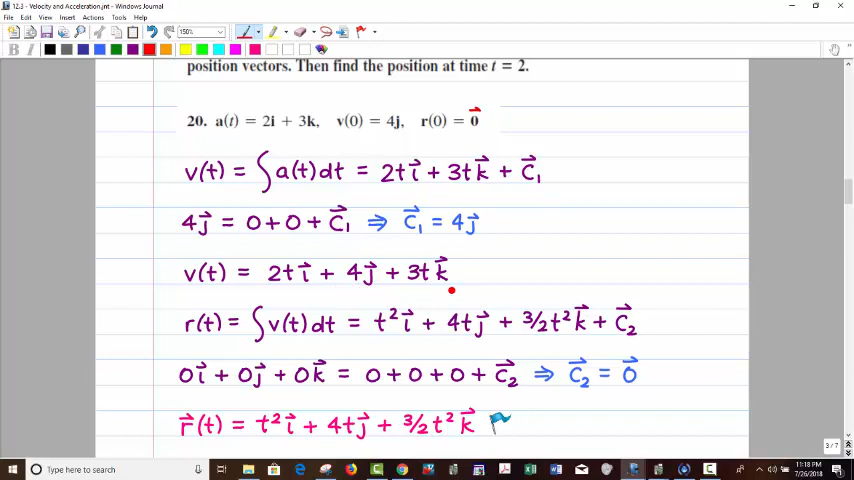 12.3 - Velocity and Acceleration.jnt - Windows Journal
File Edit View Insert Actions Tools Help
150%
B I
position vectors. Then find the position at time t = 2.
20. a(t) = 2i + 3k, v(0) = 4j, r(0) = 0⃗
v(t) = ∫a(t)dt = 2t i⃗ + 3t k⃗ + C⃗₁
4j⃗ = 0+0+C⃗₁ ⇒ C⃗₁ = 4j⃗
v(t) = 2t i⃗ + 4j⃗ + 3t k⃗
r(t) = ∫v(t)dt = t² i⃗ + 4t j⃗ + 3/2 t² k⃗ + C⃗₂
0i⃗ + 0j⃗ + 0k⃗ = 0+0+0+C⃗₂ ⇒ C⃗₂ = 0⃗
r⃗(t) = t² i⃗ + 4t j⃗ + 3/2 t² k⃗
3 / 7
Type here to search
11:18 PM
7/26/2018